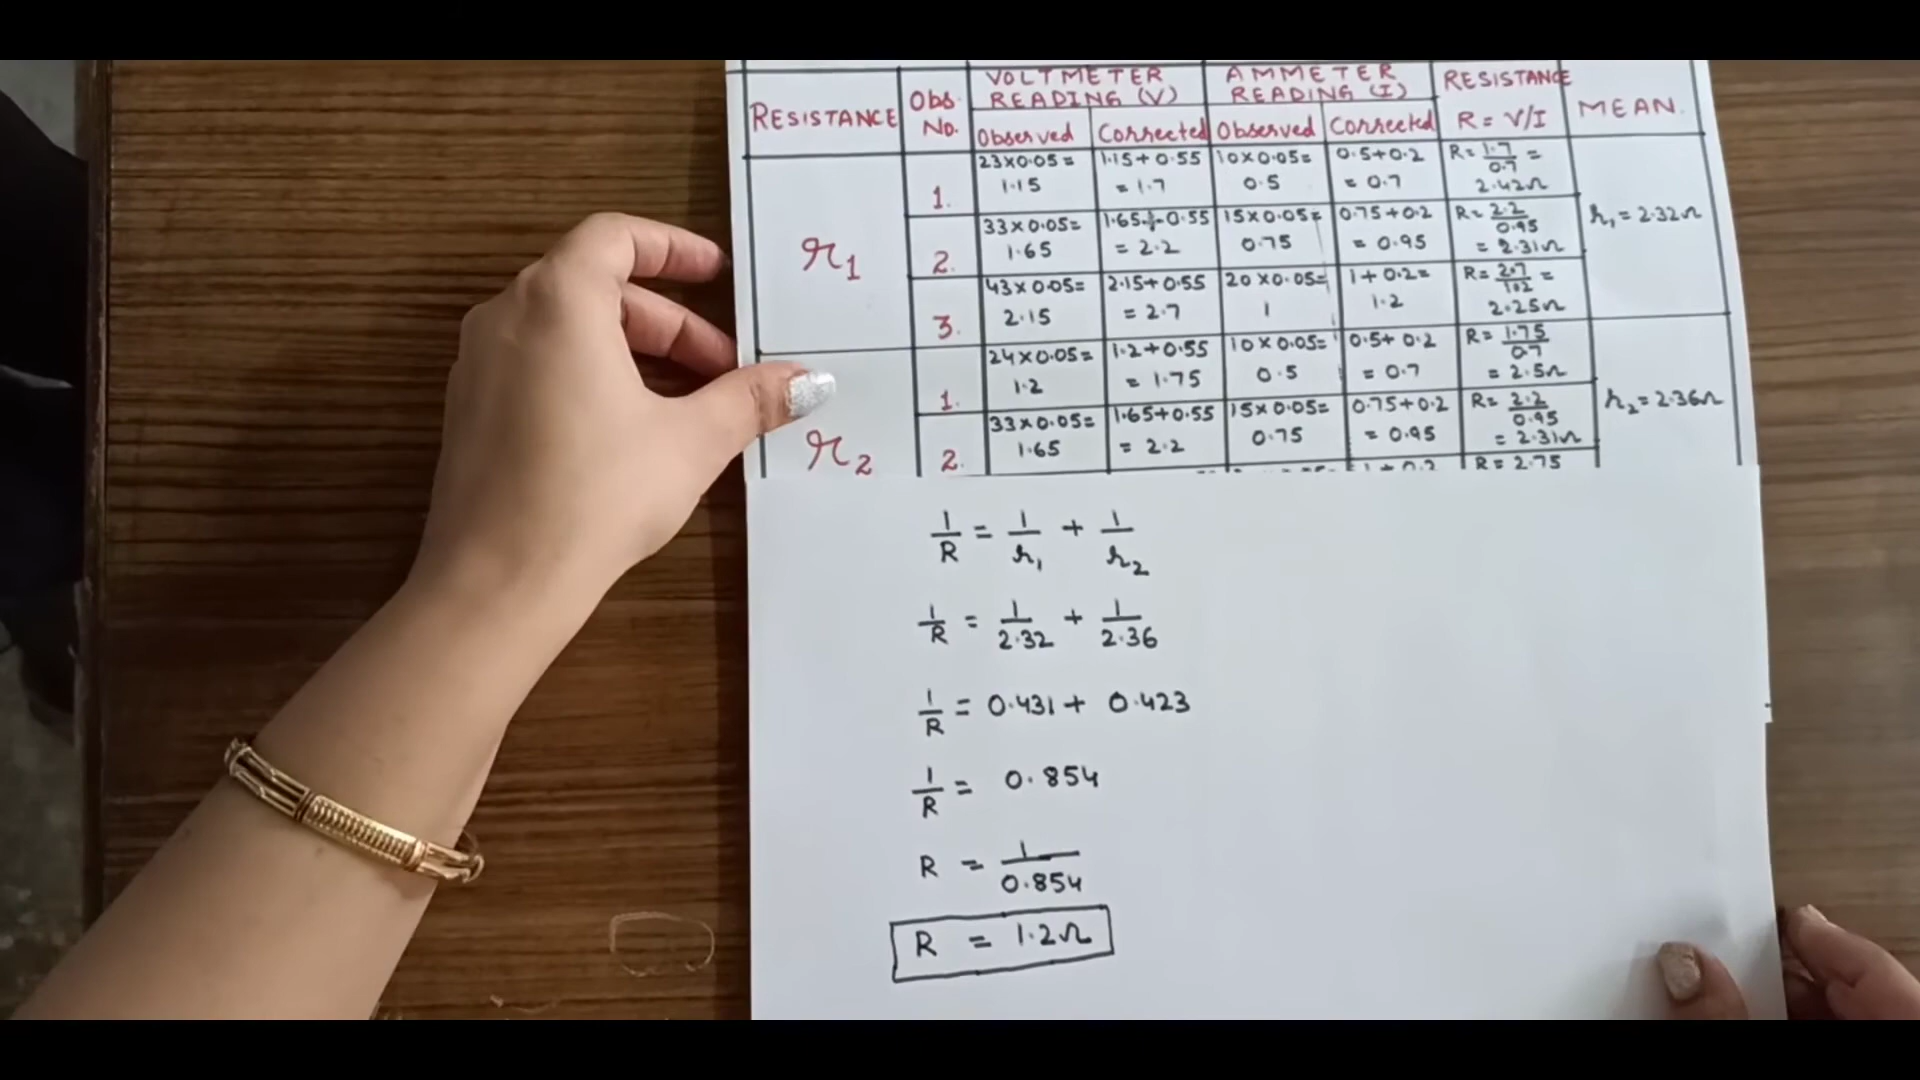 RESISTANCE Obs. No. VOLTMETER READING (V) AMMETER READING (I) RESISTANCE R = V/I MEAN.
Observed Corrected Observed Corrected
r1
1. 23×0.05= 1.15 1.15+0.55 = 1.7 10×0.05= 0.5 0.5+0.2 = 0.7 R= 1.7/0.7 = 2.42Ω
2. 33×0.05= 1.65 1.65+0.55 = 2.2 15×0.05= 0.75 0.75+0.2 = 0.95 R= 2.2/0.95 = 2.31Ω r1 = 2.32Ω
3. 43×0.05= 2.15 2.15+0.55 = 2.7 20×0.05= 1 1+0.2= 1.2 R= 2.7/1.2 = 2.25Ω
r2
1. 24×0.05= 1.2 1.2+0.55 = 1.75 10×0.05= 0.5 0.5+0.2 = 0.7 R= 1.75/0.7 = 2.5Ω r2 = 2.36Ω
2. 33×0.05= 1.65 1.65+0.55 = 2.2 15×0.05= 0.75 0.75+0.2 = 0.95 R= 2.2/0.95 = 2.31Ω
1+0.2 R= 2.75
1/R = 1/r1 + 1/r2
1/R = 1/2.32 + 1/2.36
1/R = 0.431 + 0.423
1/R = 0.854
R = 1/0.854
R = 1.2Ω